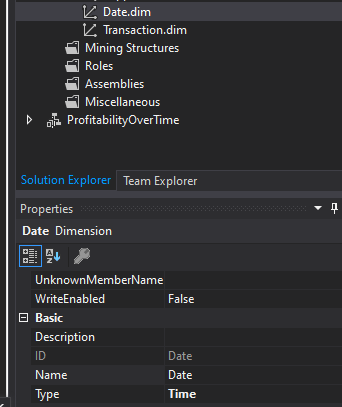 Date.dim
Transaction.dim
Mining Structures
Roles
Assemblies
Miscellaneous
ProfitabilityOverTime
Solution Explorer Team Explorer
Properties
Date Dimension
UnknownMemberName
WriteEnabled False
Basic
Description
ID Date
Name Date
Type Time